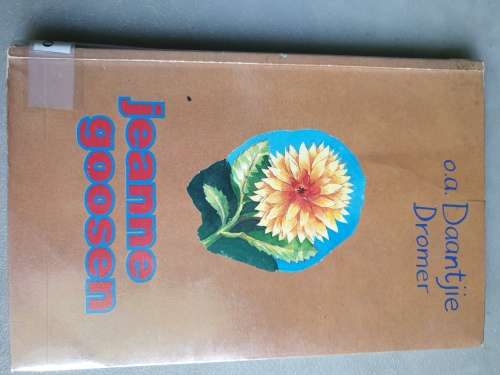 o.a. Daantjie
Dromer
jeanne
goosen